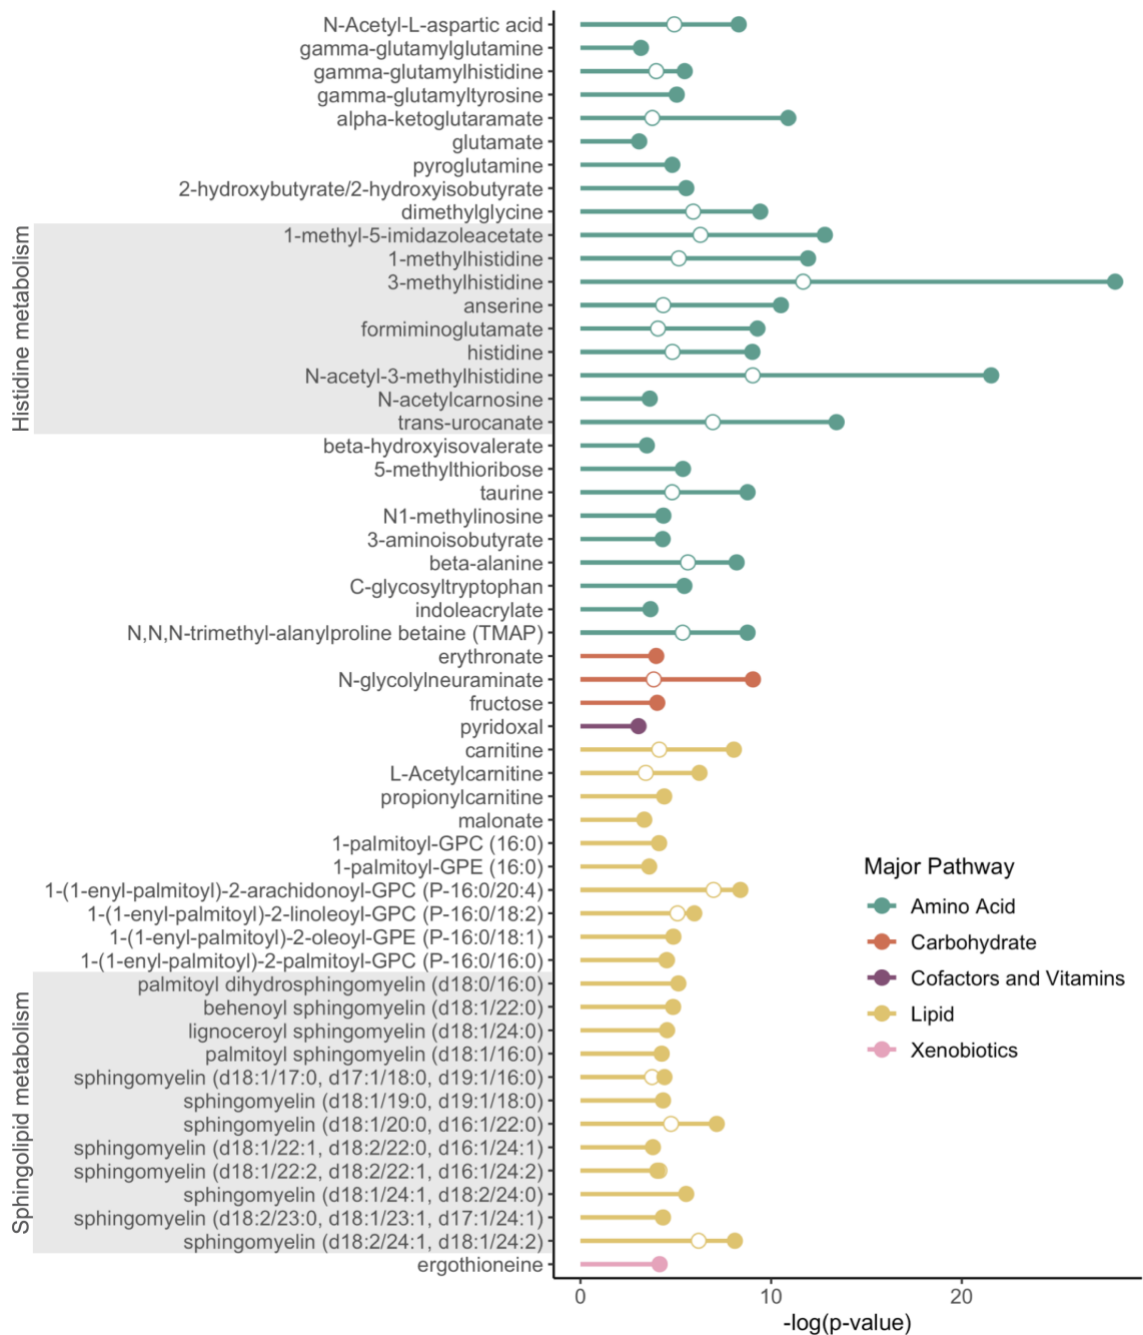 N-Acetyl-L-aspartic acid
gamma-glutamylglutamine
gamma-glutamylhistidine
gamma-glutamyltyrosine
alpha-ketoglutaramate
glutamate
pyroglutamine
2-hydroxybutyrate/2-hydroxyisobutyrate
dimethylglycine
Histidine metabolism
1-methyl-5-imidazoleacetate
1-methylhistidine
3-methylhistidine
anserine
formiminoglutamate
histidine
N-acetyl-3-methylhistidine
N-acetylcarnosine
trans-urocanate
beta-hydroxyisovalerate
5-methylthioribose
taurine
N1-methylinosine
3-aminoisobutyrate
beta-alanine
C-glycosyltryptophan
indoleacrylate
N,N,N-trimethyl-alanylproline betaine (TMAP)
erythronate
N-glycolylneuraminate
fructose
pyridoxal
carnitine
L-Acetylcarnitine
propionylcarnitine
malonate
1-palmitoyl-GPC (16:0)
1-palmitoyl-GPE (16:0)
1-(1-enyl-palmitoyl)-2-arachidonoyl-GPC (P-16:0/20:4)
1-(1-enyl-palmitoyl)-2-linoleoyl-GPC (P-16:0/18:2)
1-(1-enyl-palmitoyl)-2-oleoyl-GPE (P-16:0/18:1)
1-(1-enyl-palmitoyl)-2-palmitoyl-GPC (P-16:0/16:0)
Sphingolipid metabolism
palmitoyl dihydrosphingomyelin (d18:0/16:0)
behenoyl sphingomyelin (d18:1/22:0)
lignoceroyl sphingomyelin (d18:1/24:0)
palmitoyl sphingomyelin (d18:1/16:0)
sphingomyelin (d18:1/17:0, d17:1/18:0, d19:1/16:0)
sphingomyelin (d18:1/19:0, d19:1/18:0)
sphingomyelin (d18:1/20:0, d16:1/22:0)
sphingomyelin (d18:1/22:1, d18:2/22:0, d16:1/24:1)
sphingomyelin (d18:1/22:2, d18:2/22:1, d16:1/24:2)
sphingomyelin (d18:1/24:1, d18:2/24:0)
sphingomyelin (d18:2/23:0, d18:1/23:1, d17:1/24:1)
sphingomyelin (d18:2/24:1, d18:1/24:2)
ergothioneine
Major Pathway
Amino Acid
Carbohydrate
Cofactors and Vitamins
Lipid
Xenobiotics
0 10 20
-log(p-value)